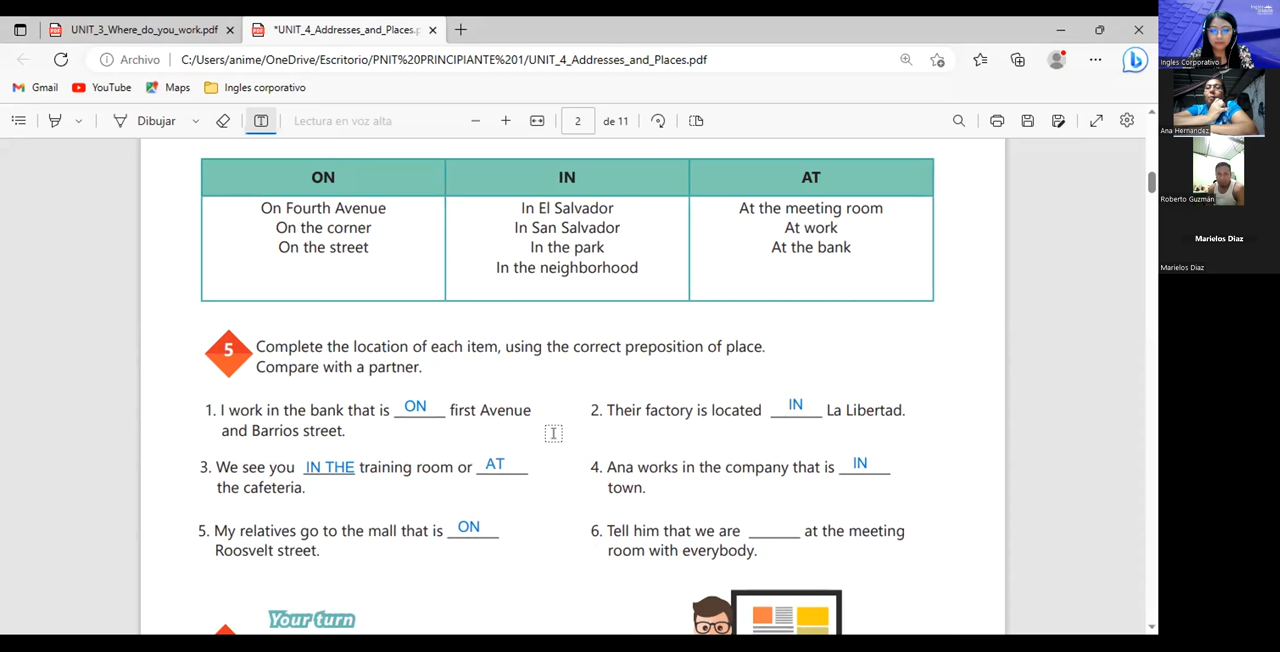 UNIT_3_Where_do_you_work.pdf
*UNIT_4_Addresses_and_Places.p
Archivo
C:/Users/anime/OneDrive/Escritorio/PNIT%20PRINCIPIANTE%201/UNIT_4_Addresses_and_Places.pdf
Gmail
YouTube
Maps
Ingles corporativo
Dibujar
Lectura en voz alta
2
de 11
ON
IN
AT
On Fourth Avenue
On the corner
On the street
In El Salvador
In San Salvador
In the park
In the neighborhood
At the meeting room
At work
At the bank
5
Complete the location of each item, using the correct preposition of place.
Compare with a partner.
1. I work in the bank that is ON first Avenue
and Barrios street.
2. Their factory is located IN La Libertad.
3. We see you IN THE training room or AT
the cafeteria.
4. Ana works in the company that is IN
town.
5. My relatives go to the mall that is ON
Roosvelt street.
6. Tell him that we are ______ at the meeting
room with everybody.
Your turn
Ingles Corporativo
Ana Hernandez
Roberto Guzmán
Marielos Diaz
Marielos Diaz